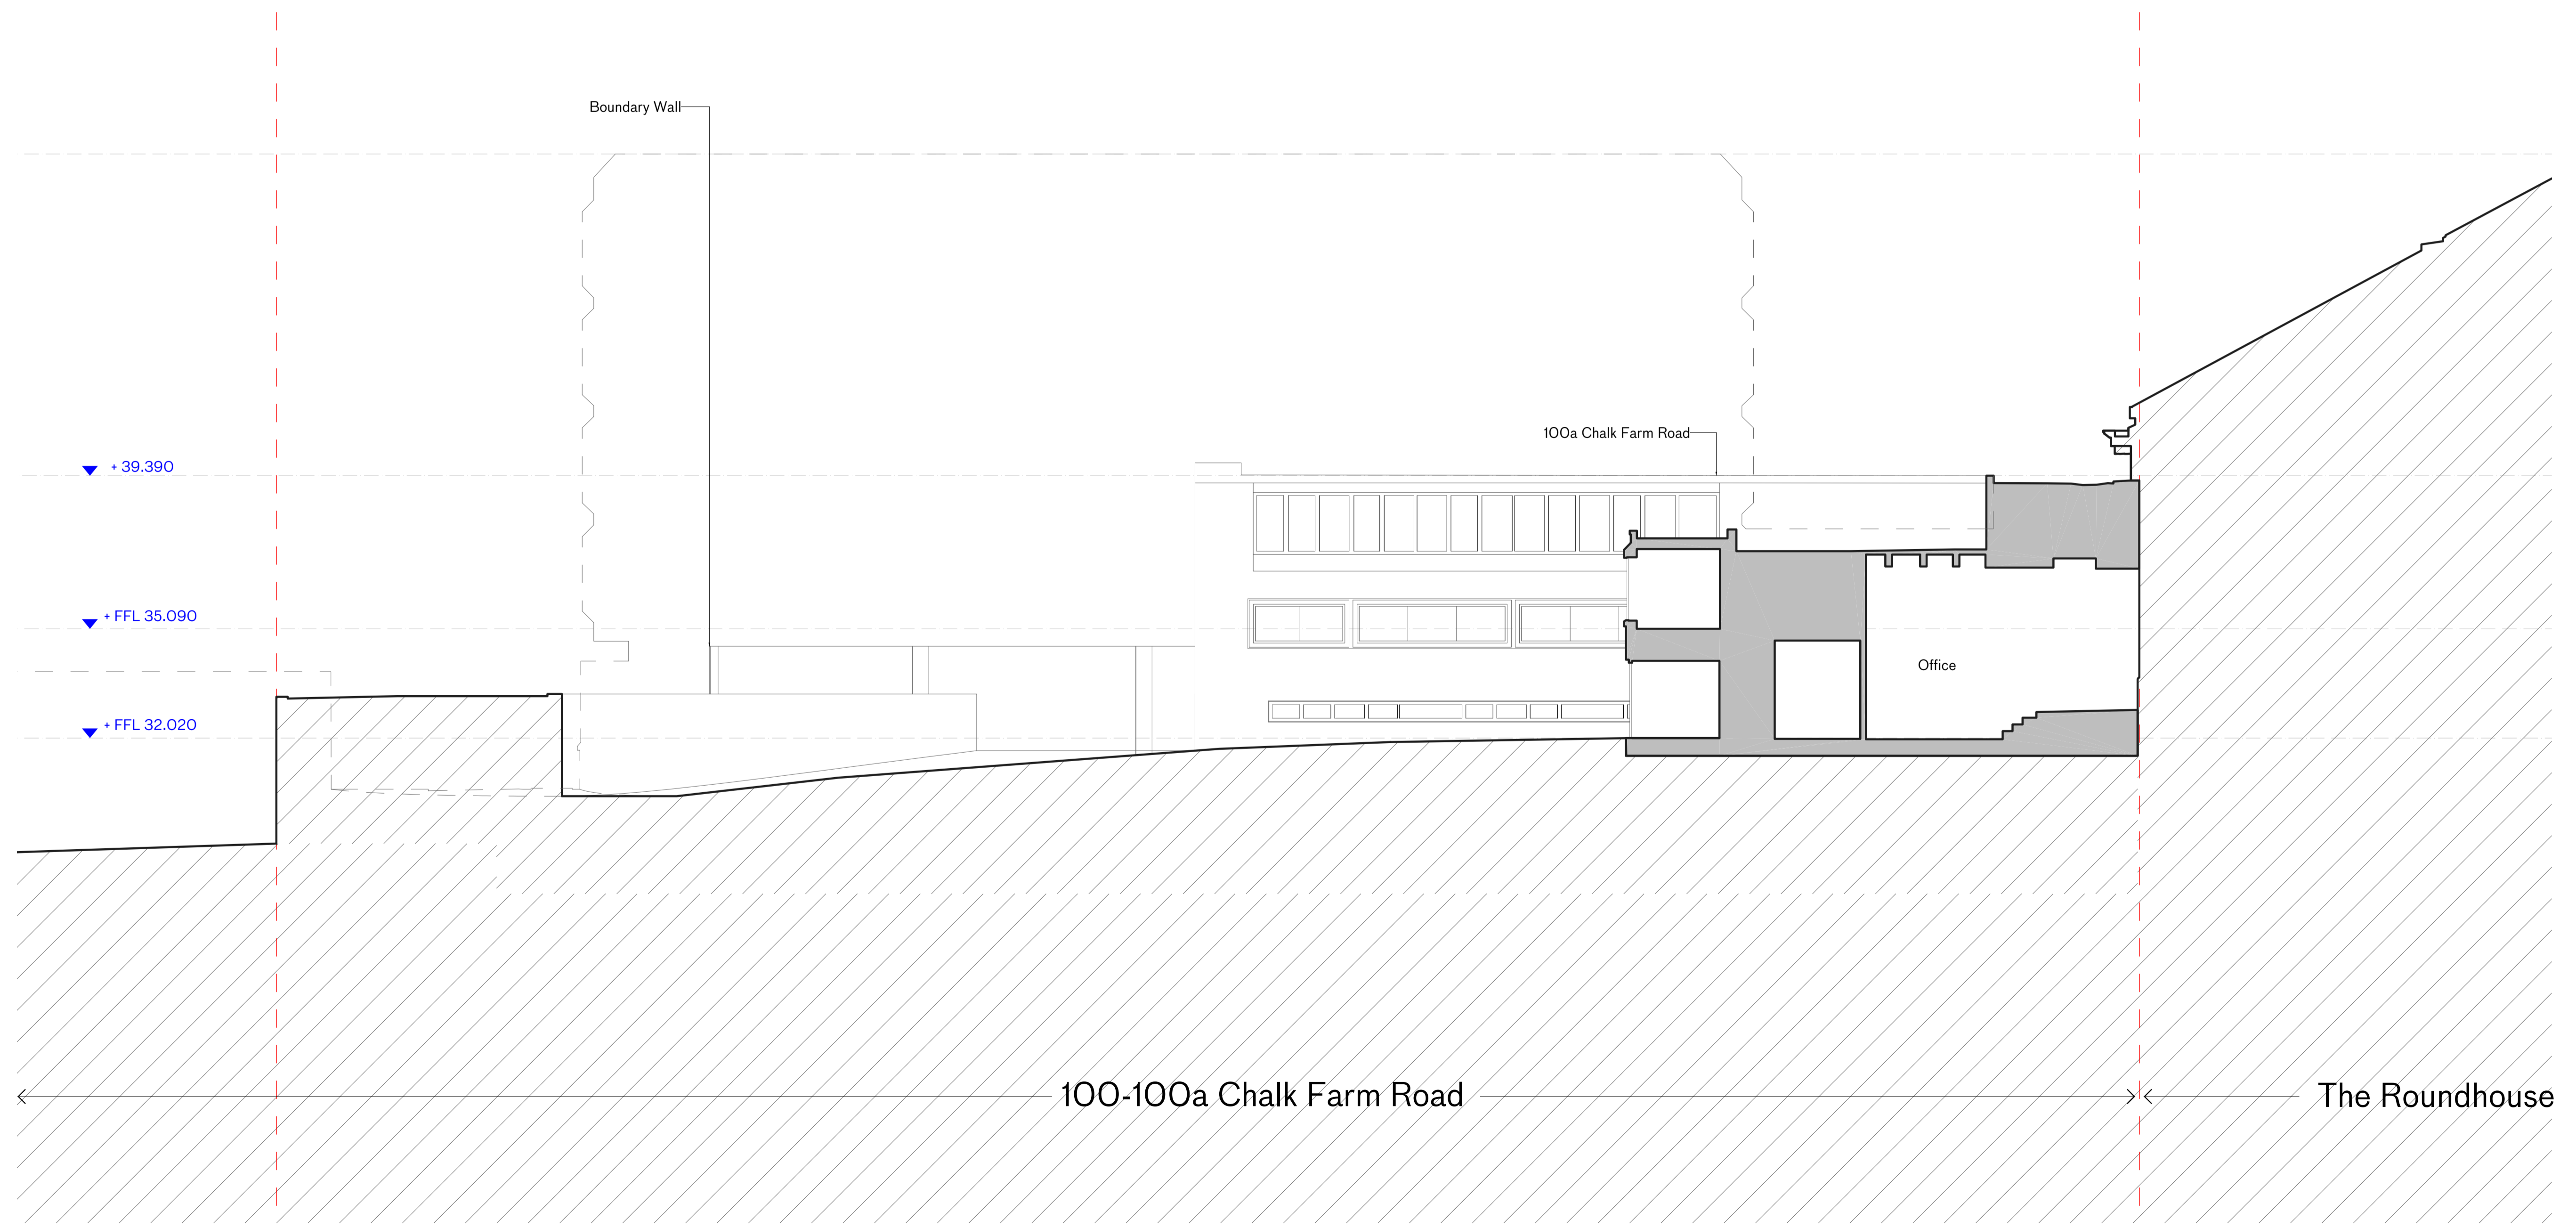 Boundary Wall
100a Chalk Farm Road
+ 39.390
+ FFL 35.090
Office
+ FFL 32.020
100-100a Chalk Farm Road
The Roundhouse